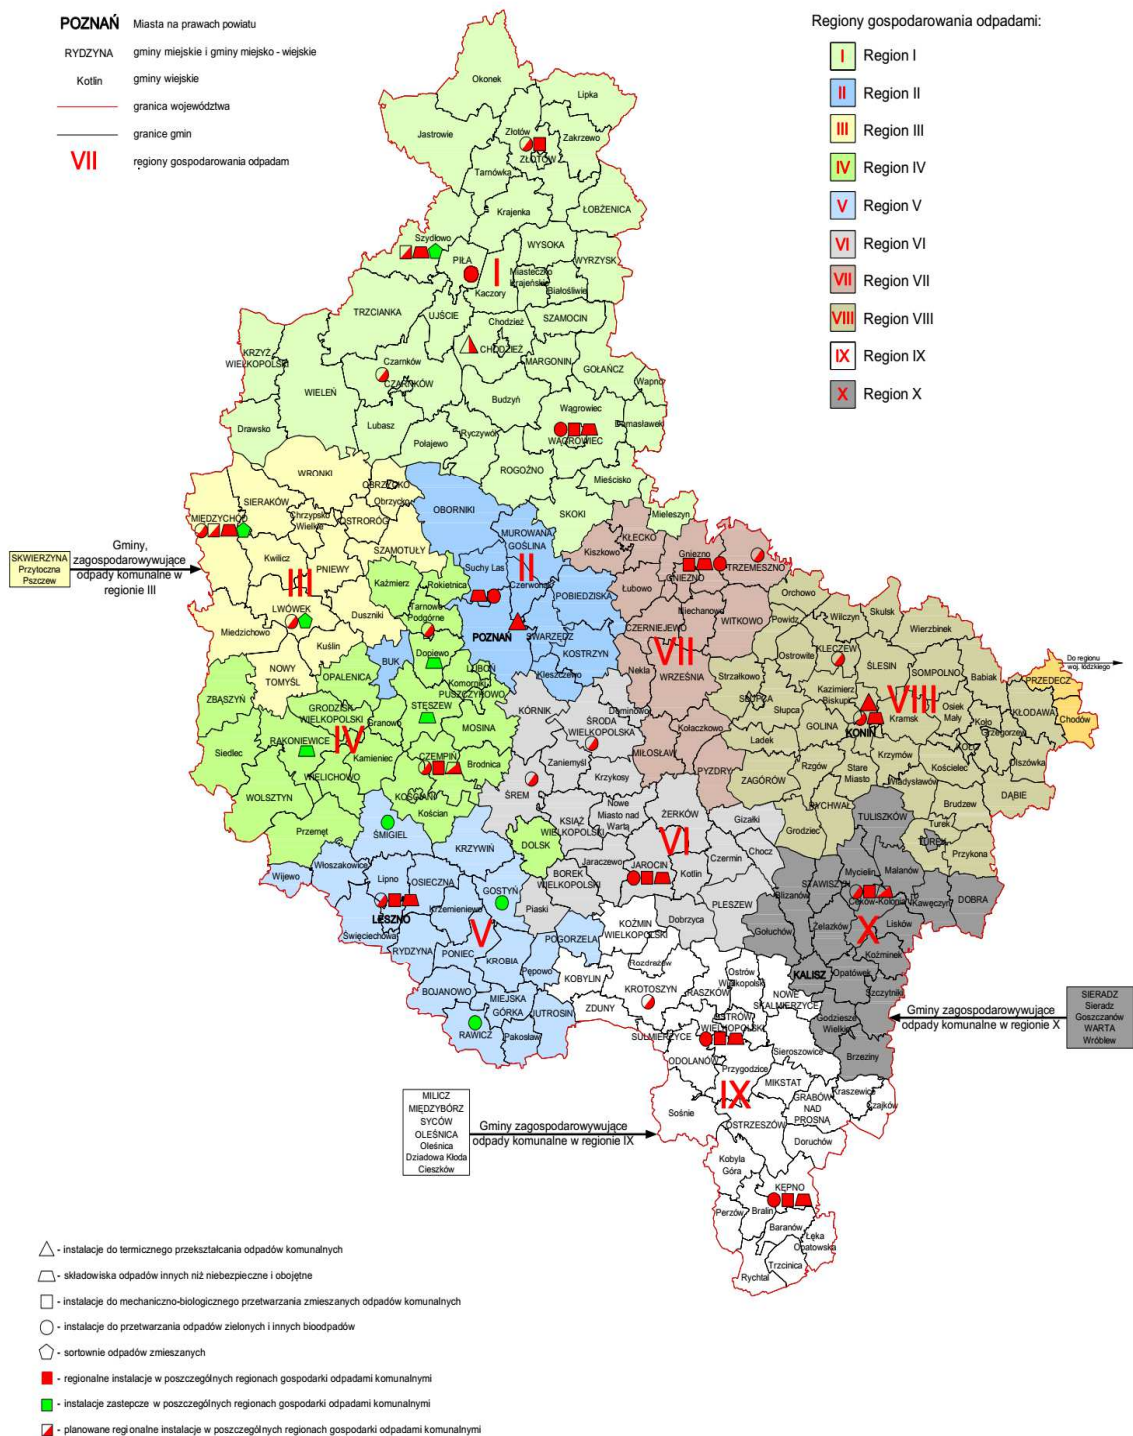 POZNAŃ Miasta na prawach powiatu
RYDZYNA gminy miejskie i gminy miejsko - wiejskie
Kotlin gminy wiejskie
granica województwa
granice gmin
VII regiony gospodarowania odpadam
Regiony gospodarowania odpadami:
I Region I
II Region II
III Region III
IV Region IV
V Region V
VI Region VI
VII Region VII
VIII Region VIII
IX Region IX
X Region X
Okonek
Lipka
Jastrowie
Złotów
Zakrzewo
ZŁOTÓW
Tarnówka
Krajenka
ŁOBŻENICA
Szydłowo
WYSOKA
PIŁA
I
Miasteczko
Krajeńskie
WYRZYSK
Białośliwie
Kaczory
TRZCIANKA
UJŚCIE
Chodzież
SZAMOCIN
CHODZIEŻ
KRZYŻ
WIELKOPOLSKI
Czarnków
CZARNKÓW
MARGONIN
GOŁAŃCZ
Wapno
WIELEŃ
Budzyń
Wągrowiec
Damasławek
Drawsko
Lubasz
Połajewo
Ryczywół
WĄGROWIEC
ROGOŹNO
Mieścisko
WRONKI
OBRZYCKO
Obrzycko
SIERAKÓW
MIĘDZYCHÓD
Chrzypsko
Wielkie
OSTRORÓG
OBORNIKI
SKOKI
Mieleszyn
MUROWANA
GOŚLINA
Kiszkowo
KŁECKO
Gniezno
GNIEZNO
TRZEMESZNO
Gminy,
zagospodarowywujące
odpady komunalne w
regionie III
SKWIERZYNA
Przytoczna
Pszczew
Kwilicz
PNIEWY
SZAMOTUŁY
III
LWÓWEK
Duszniki
Miedzichowo
Kuślin
NOWY
TOMYŚL
Kaźmierz
Rokietnica
Tarnowo
Podgórne
Suchy Las
II
Czerwonak
POBIEDZISKA
POZNAŃ
SWARZĘDZ
KOSTRZYN
Kleszczewo
BUK
Dopiewo
LUBOŃ
Komorniki
PUSZCZYKOWO
Łubowo
Niechanowo
CZERNIEJEWO
WITKOWO
VII
Nekla
WRZEŚNIA
Kołaczkowo
MIŁOSŁAW
PYZDRY
Orchowo
Powidz
Wilczyn
Skulsk
Wierzbinek
Ostrowite
KLECZEW
ŚLESIN
SOMPOLNO
Babiak
Strzałkowo
SŁUPCA
Słupca
Kazimierz
Biskupi
VIII
PRZEDECZ
KŁODAWA
Chodów
Do regionu
woj. łódzkiego
GOLINA
KONIN
Kramsk
Osiek
Mały
Koło
KOŁO
Grzegorzew
Olszówka
Lądek
ZAGÓRÓW
Rzgów
Stare
Miasto
Krzymów
Kościelec
Władysławów
DĄBIE
Grodziec
RYCHWAŁ
Brudzew
Turek
TUREK
Przykona
TULISZKÓW
ZBĄSZYŃ
OPALENICA
GRODZISK
WIELKOPOLSKI
Granowo
STĘSZEW
MOSINA
Siedlec
RAKONIEWICE
IV
Kamieniec
CZEMPIŃ
Brodnica
WIELICHOWO
WOLSZTYN
KOŚCIAN
Kościan
Przemęt
ŚMIGIEL
KÓRNIK
Dominowo
ŚRODA
WIELKOPOLSKA
Zaniemyśl
ŚREM
Krzykosy
KSIĄŻ
WIELKOPOLSKI
Nowe
Miasto nad
Wartą
ŻERKÓW
Gizałki
VI
DOLSK
Jaraczewo
JAROCIN
Czermin
Chocz
Kotlin
BOREK
WIELKOPOLSKI
Piaski
Dobrzyca
PLESZEW
KRZYWIŃ
Wijewo
Włoszakowice
Lipno
OSIECZNA
GOSTYŃ
Krzemieniewo
LESZNO
Święciechowa
V
RYDZYNA
PONIEC
KROBIA
POGORZELA
Pępowo
BOJANOWO
MIEJSKA
GÓRKA
JUTROSIN
RAWICZ
Pakosław
Blizanów
STAWISZYN
Mycielin
Malanów
Ceków-Kolonia
Kawęczyn
DOBRA
Gołuchów
Żelazków
X
Lisków
Koźminek
KALISZ
Opatówek
Szczytniki
Godziesze
Wielkie
Brzeziny
Gminy zagospodarowywujące
odpady komunalne w regionie X
SIERADZ
Sieradz
Goszczanów
WARTA
Wróblew
KOŹMIN
WIELKOPOLSKI
Rozdrażew
KOBYLIN
KROTOSZYN
ZDUNY
RASZKÓW
Ostrów
Wielkopolski
NOWE
SKALMIERZYCE
SULMIERZYCE
OSTRÓW
WIELKOPOLSKI
Sieroszowice
ODOLANÓW
Przygodzice
IX
MIKSTAT
GRABÓW
NAD
PROSNĄ
Kraszewice
Czajków
Sośnie
OSTRZESZÓW
Doruchów
Kobyla
Góra
KĘPNO
Perzów
Bralin
Baranów
Łęka
Opatowska
Trzcinica
Rychtal
MILICZ
MIĘDZYBÓRZ
SYCÓW
OLEŚNICA
Oleśnica
Dziadowa Kłoda
Cieszków
Gminy zagospodarowywujące
odpady komunalne w regionie IX
- instalacje do termicznego przekształcania odpadów komunalnych
- składowiska odpadów innych niż niebezpieczne i obojętne
- instalacje do mechaniczno-biologicznego przetwarzania zmieszanych odpadów komunalnych
- instalacje do przetwarzania odpadów zielonych i innych bioodpadów
- sortownie odpadów zmieszanych
- regionalne instalacje w poszczególnych regionach gospodarki odpadami komunalnymi
- instalacje zastępcze w poszczególnych regionach gospodarki odpadami komunalnymi
- planowane regionalne instalacje w poszczególnych regionach gospodarki odpadami komunalnymi